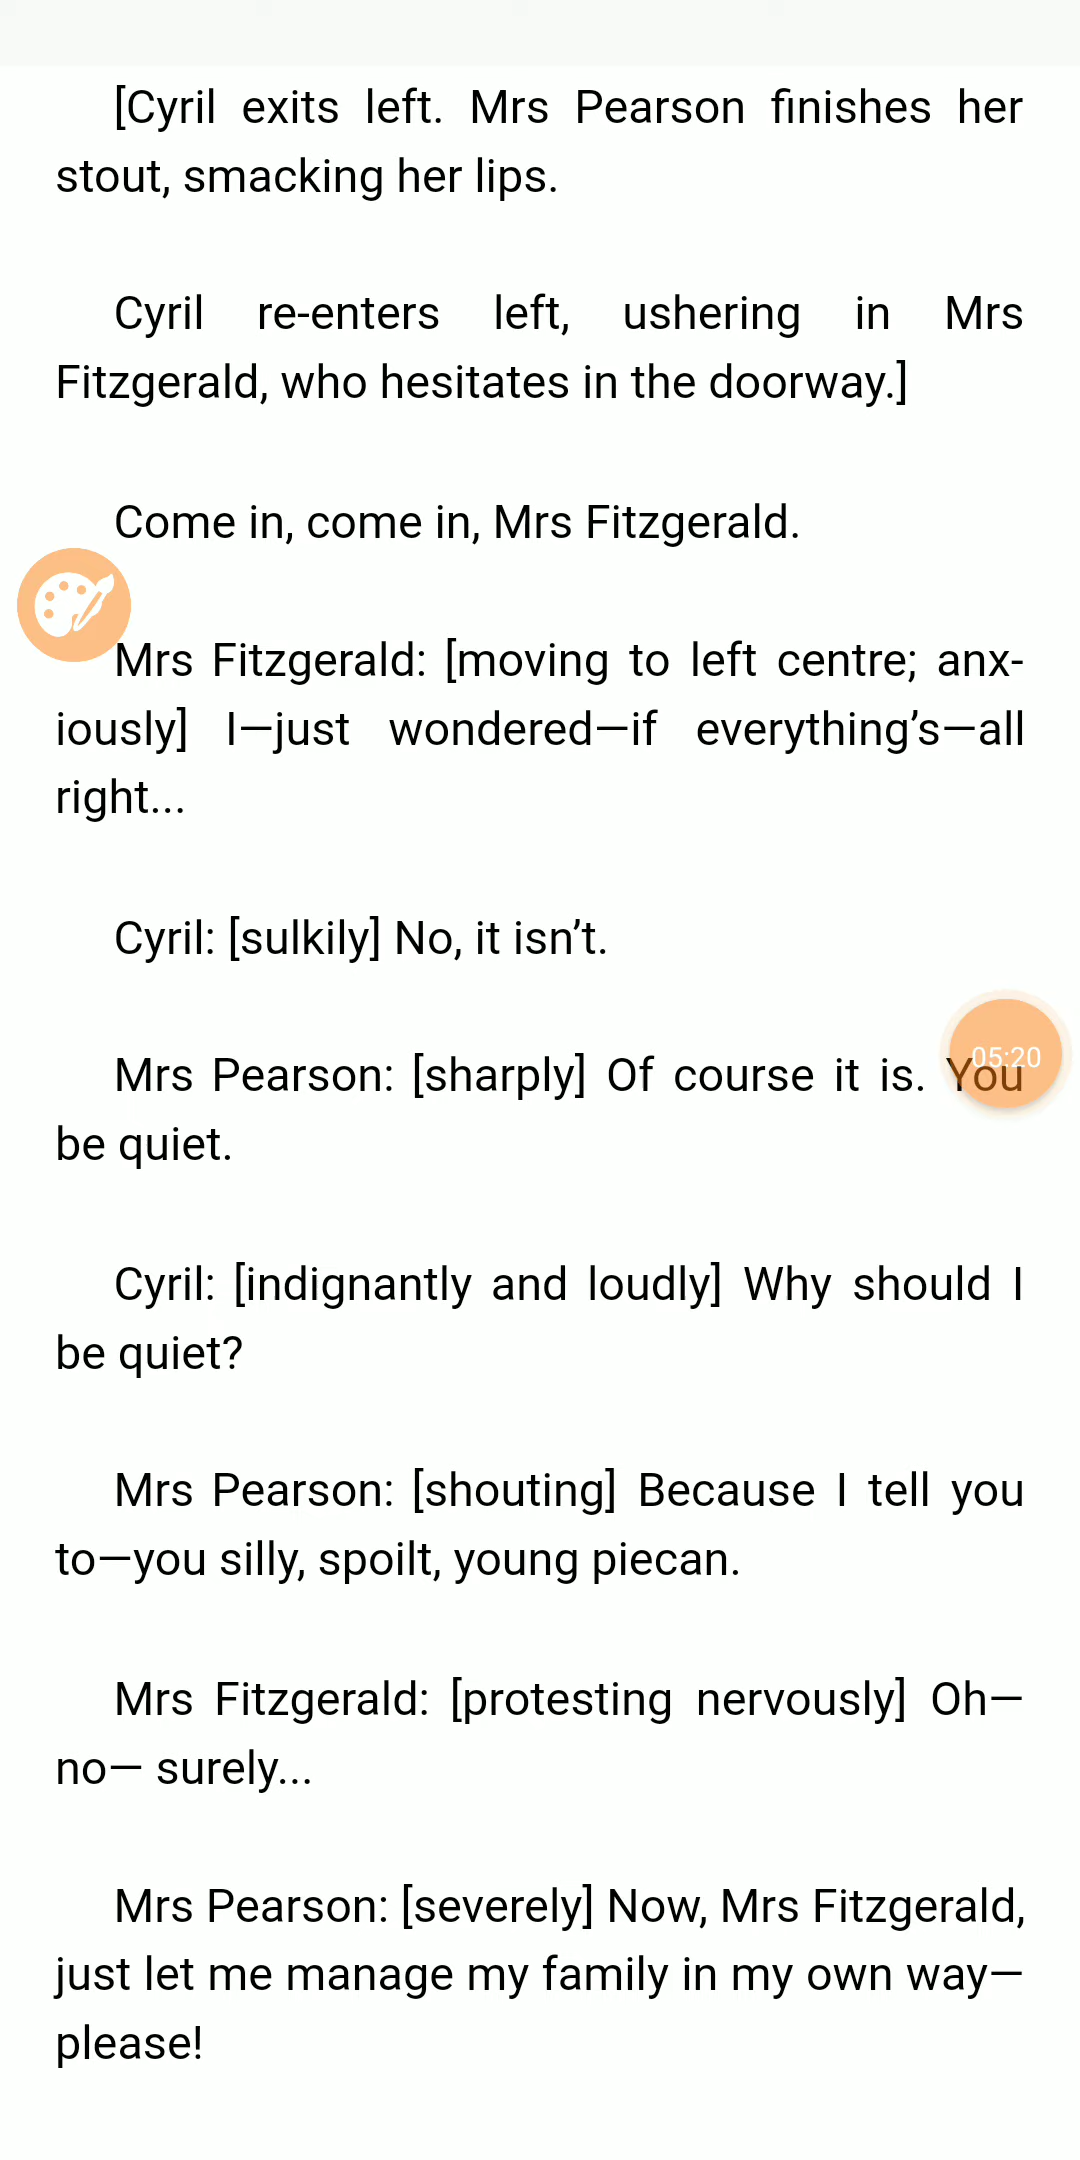 [Cyril exits left. Mrs Pearson finishes her
stout, smacking her lips.
Cyril re-enters left, ushering in Mrs
Fitzgerald, who hesitates in the doorway.]
Come in, come in, Mrs Fitzgerald.
Mrs Fitzgerald: [moving to left centre; anx-
iously] I—just wondered—if everything’s—all
right...
Cyril: [sulkily] No, it isn’t.
Mrs Pearson: [sharply] Of course it is. You
05:20
be quiet.
Cyril: [indignantly and loudly] Why should I
be quiet?
Mrs Pearson: [shouting] Because I tell you
to—you silly, spoilt, young piecan.
Mrs Fitzgerald: [protesting nervously] Oh—
no— surely...
Mrs Pearson: [severely] Now, Mrs Fitzgerald,
just let me manage my family in my own way—
please!